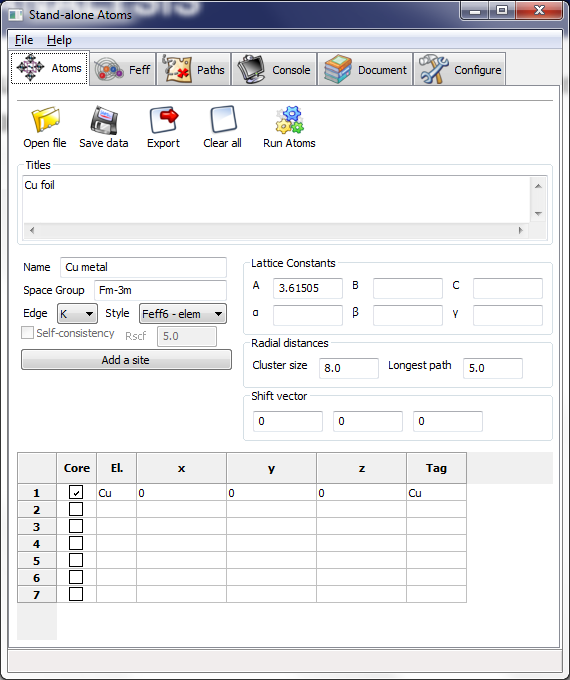 Stand-alone Atoms
File Help
Atoms Feff Paths Console Document Configure
Open file Save data Export Clear all Run Atoms
Titles
Cu foil
Name Cu metal
Space Group Fm-3m
Edge K Style Feff6 - elem
Self-consistency Rscf 5.0
Add a site
Lattice Constants
A 3.61505 B C
α β γ
Radial distances
Cluster size 8.0 Longest path 5.0
Shift vector
0 0 0
Core El. x y z Tag
1 Cu 0 0 0 Cu
2
3
4
5
6
7